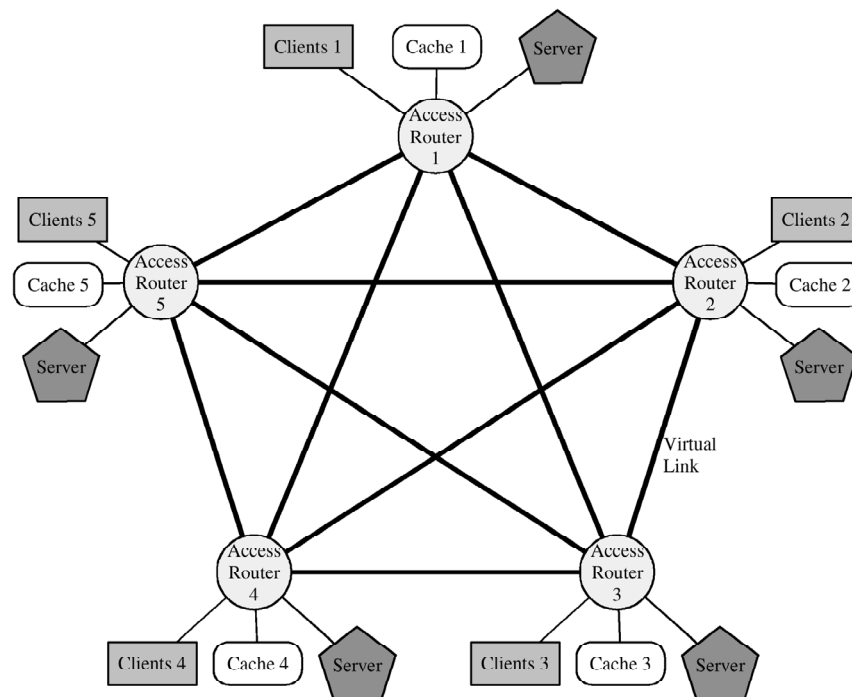 Clients 1
Cache 1
Server
Access
Router
1
Clients 5
Cache 5
Server
Access
Router
5
Access
Router
2
Clients 2
Cache 2
Server
Virtual
Link
Access
Router
4
Clients 4
Cache 4
Server
Access
Router
3
Clients 3
Cache 3
Server